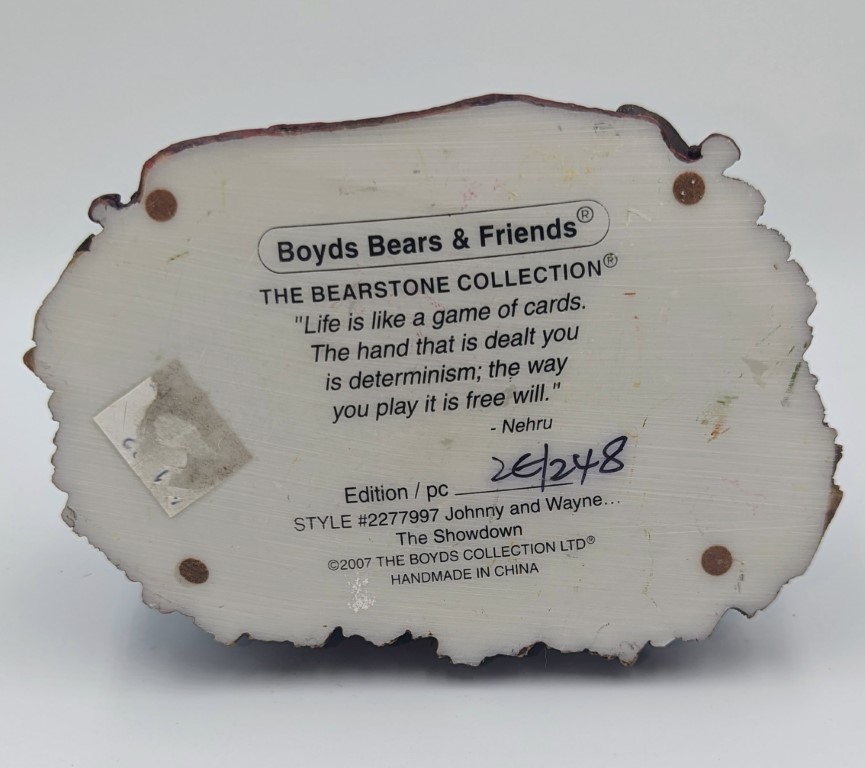 Boyds Bears & Friends®
THE BEARSTONE COLLECTION®
"Life is like a game of cards.
The hand that is dealt you
is determinism; the way
you play it is free will."
- Nehru
Edition / pc 2E/248
STYLE #2277997 Johnny and Wayne...
The Showdown
©2007 THE BOYDS COLLECTION LTD®
HANDMADE IN CHINA